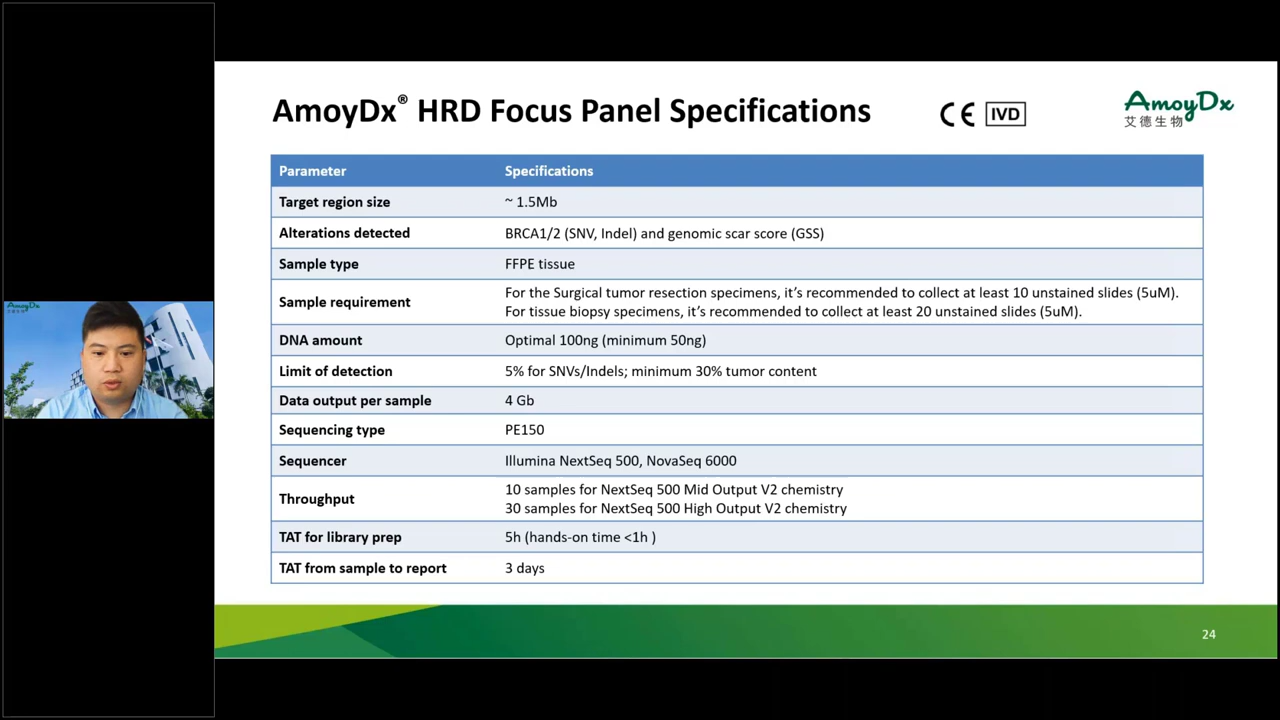 AmoyDx® HRD Focus Panel Specifications
CE IVD
AmoyDx
艾德生物
Parameter Specifications
Target region size ~ 1.5Mb
Alterations detected BRCA1/2 (SNV, Indel) and genomic scar score (GSS)
Sample type FFPE tissue
Sample requirement For the Surgical tumor resection specimens, it’s recommended to collect at least 10 unstained slides (5uM).
For tissue biopsy specimens, it’s recommended to collect at least 20 unstained slides (5uM).
DNA amount Optimal 100ng (minimum 50ng)
Limit of detection 5% for SNVs/Indels; minimum 30% tumor content
Data output per sample 4 Gb
Sequencing type PE150
Sequencer Illumina NextSeq 500, NovaSeq 6000
Throughput 10 samples for NextSeq 500 Mid Output V2 chemistry
30 samples for NextSeq 500 High Output V2 chemistry
TAT for library prep 5h (hands-on time <1h )
TAT from sample to report 3 days
24
AmoyDx